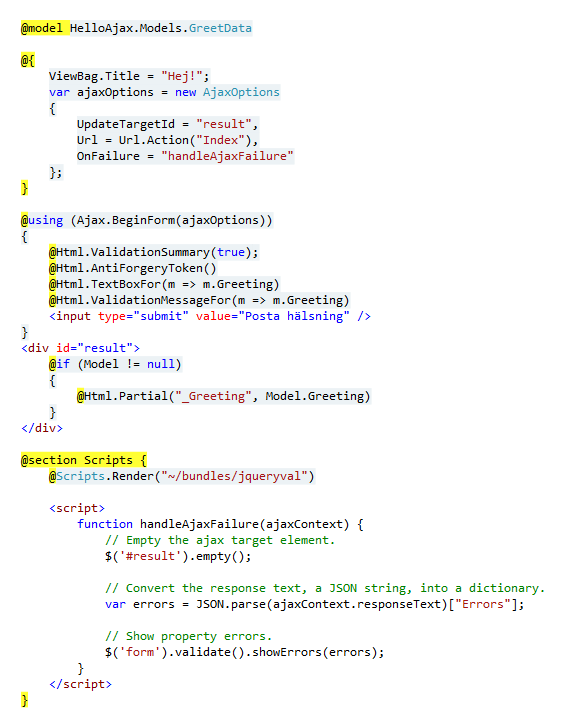 @model HelloAjax.Models.GreetData
@{
    ViewBag.Title = "Hej!";
    var ajaxOptions = new AjaxOptions
    {
        UpdateTargetId = "result",
        Url = Url.Action("Index"),
        OnFailure = "handleAjaxFailure"
    };
}
@using (Ajax.BeginForm(ajaxOptions))
{
    @Html.ValidationSummary(true);
    @Html.AntiForgeryToken()
    @Html.TextBoxFor(m => m.Greeting)
    @Html.ValidationMessageFor(m => m.Greeting)
    <input type="submit" value="Posta hälsning" />
}
<div id="result">
    @if (Model != null)
    {
        @Html.Partial("_Greeting", Model.Greeting)
    }
</div>
@section Scripts {
    @Scripts.Render("~/bundles/jqueryval")
    <script>
        function handleAjaxFailure(ajaxContext) {
            // Empty the ajax target element.
            $('#result').empty();
            // Convert the response text, a JSON string, into a dictionary.
            var errors = JSON.parse(ajaxContext.responseText)["Errors"];
            // Show property errors.
            $('form').validate().showErrors(errors);
        }
    </script>
}